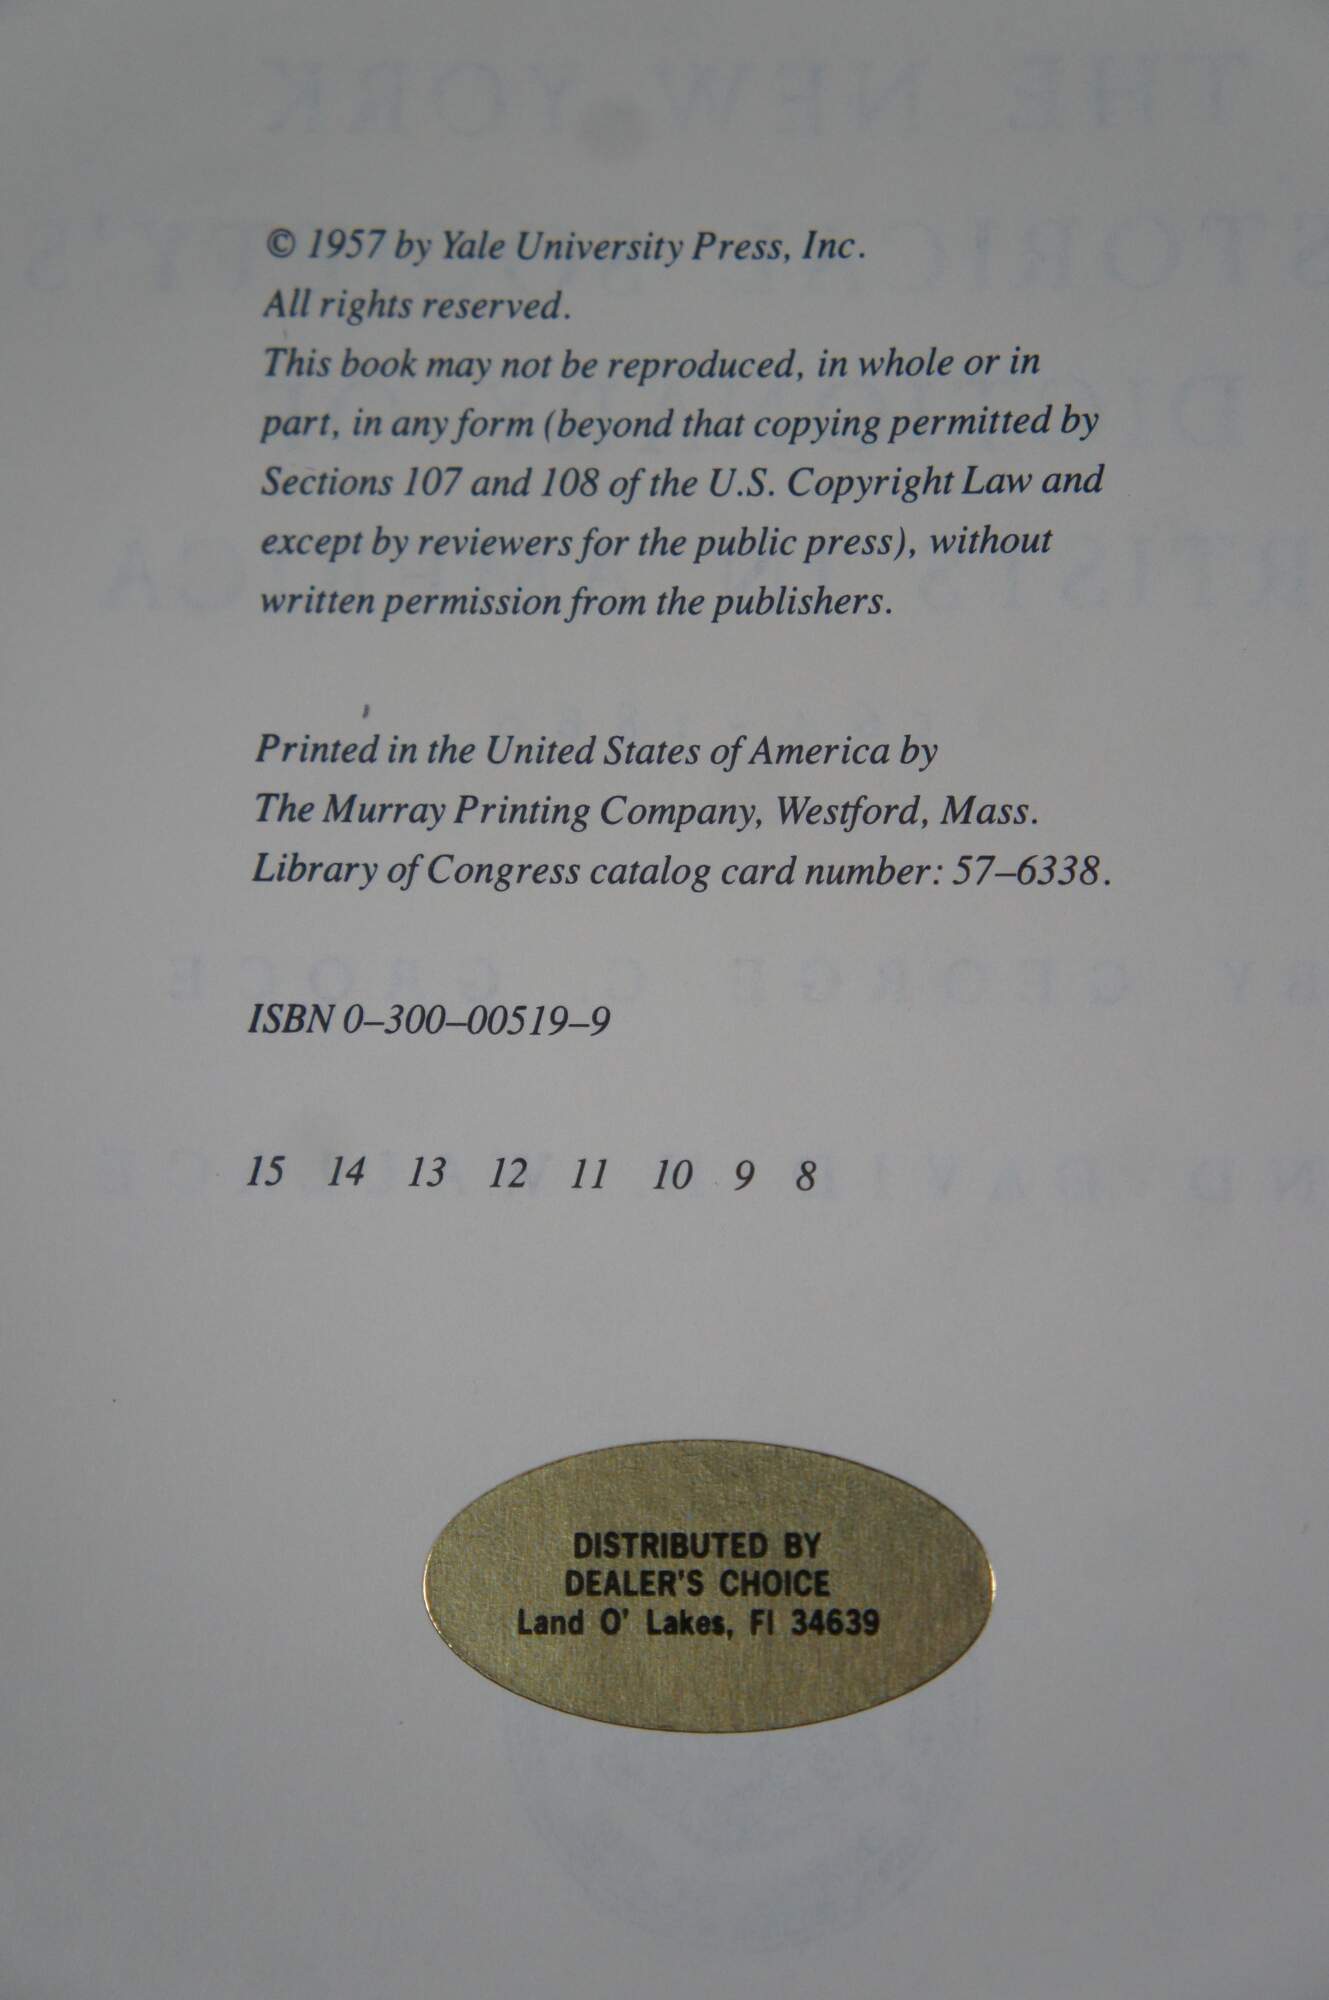 © 1957 by Yale University Press, Inc.
All rights reserved.
This book may not be reproduced, in whole or in
part, in any form (beyond that copying permitted by
Sections 107 and 108 of the U.S. Copyright Law and
except by reviewers for the public press), without
written permission from the publishers.
Printed in the United States of America by
The Murray Printing Company, Westford, Mass.
Library of Congress catalog card number: 57–6338.
ISBN 0–300–00519–9
15 14 13 12 11 10 9 8
DISTRIBUTED BY
DEALER'S CHOICE
Land O' Lakes, Fl 34639